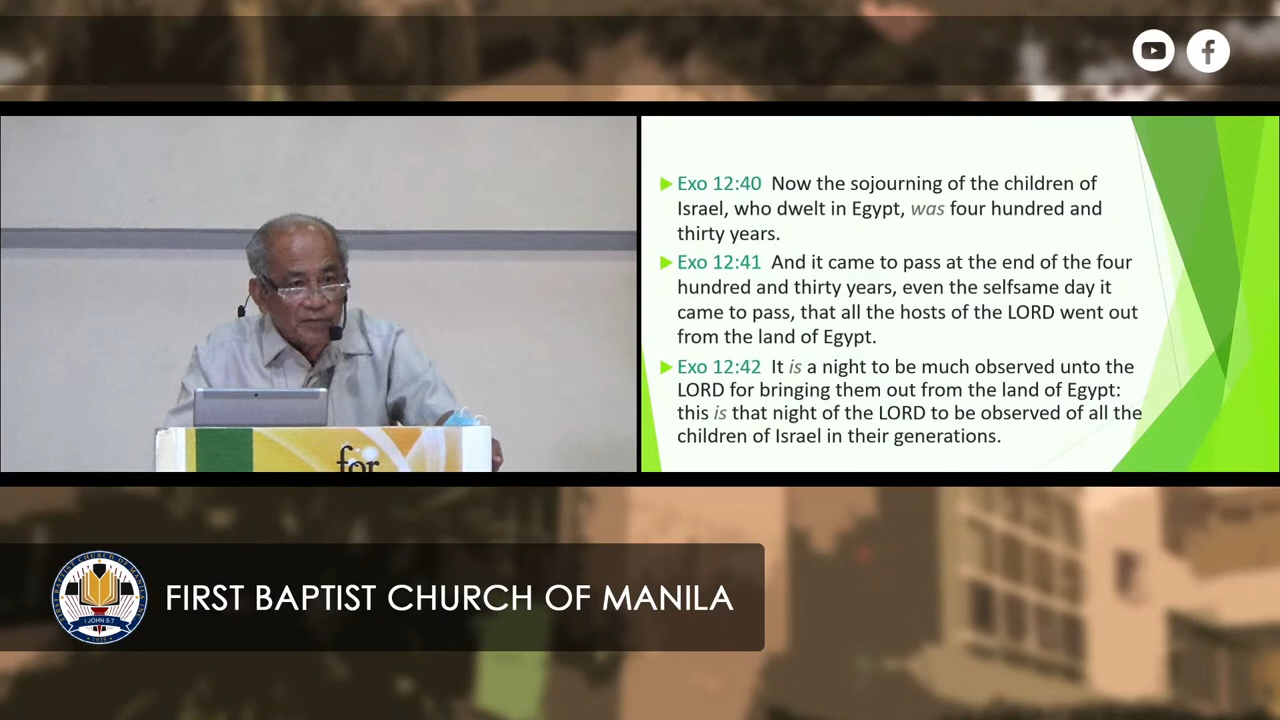 Exo 12:40 Now the sojourning of the children of
Israel, who dwelt in Egypt, was four hundred and
thirty years.
Exo 12:41 And it came to pass at the end of the four
hundred and thirty years, even the selfsame day it
came to pass, that all the hosts of the LORD went out
from the land of Egypt.
Exo 12:42 It is a night to be much observed unto the
LORD for bringing them out from the land of Egypt:
this is that night of the LORD to be observed of all the
children of Israel in their generations.
for
FIRST BAPTIST CHURCH OF MANILA
I JOHN 5:7